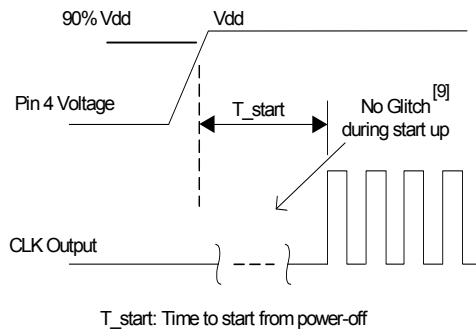 90% Vdd
Vdd
Pin 4 Voltage
T_start
No Glitch [9]
during start up
CLK Output
T_start: Time to start from power-off